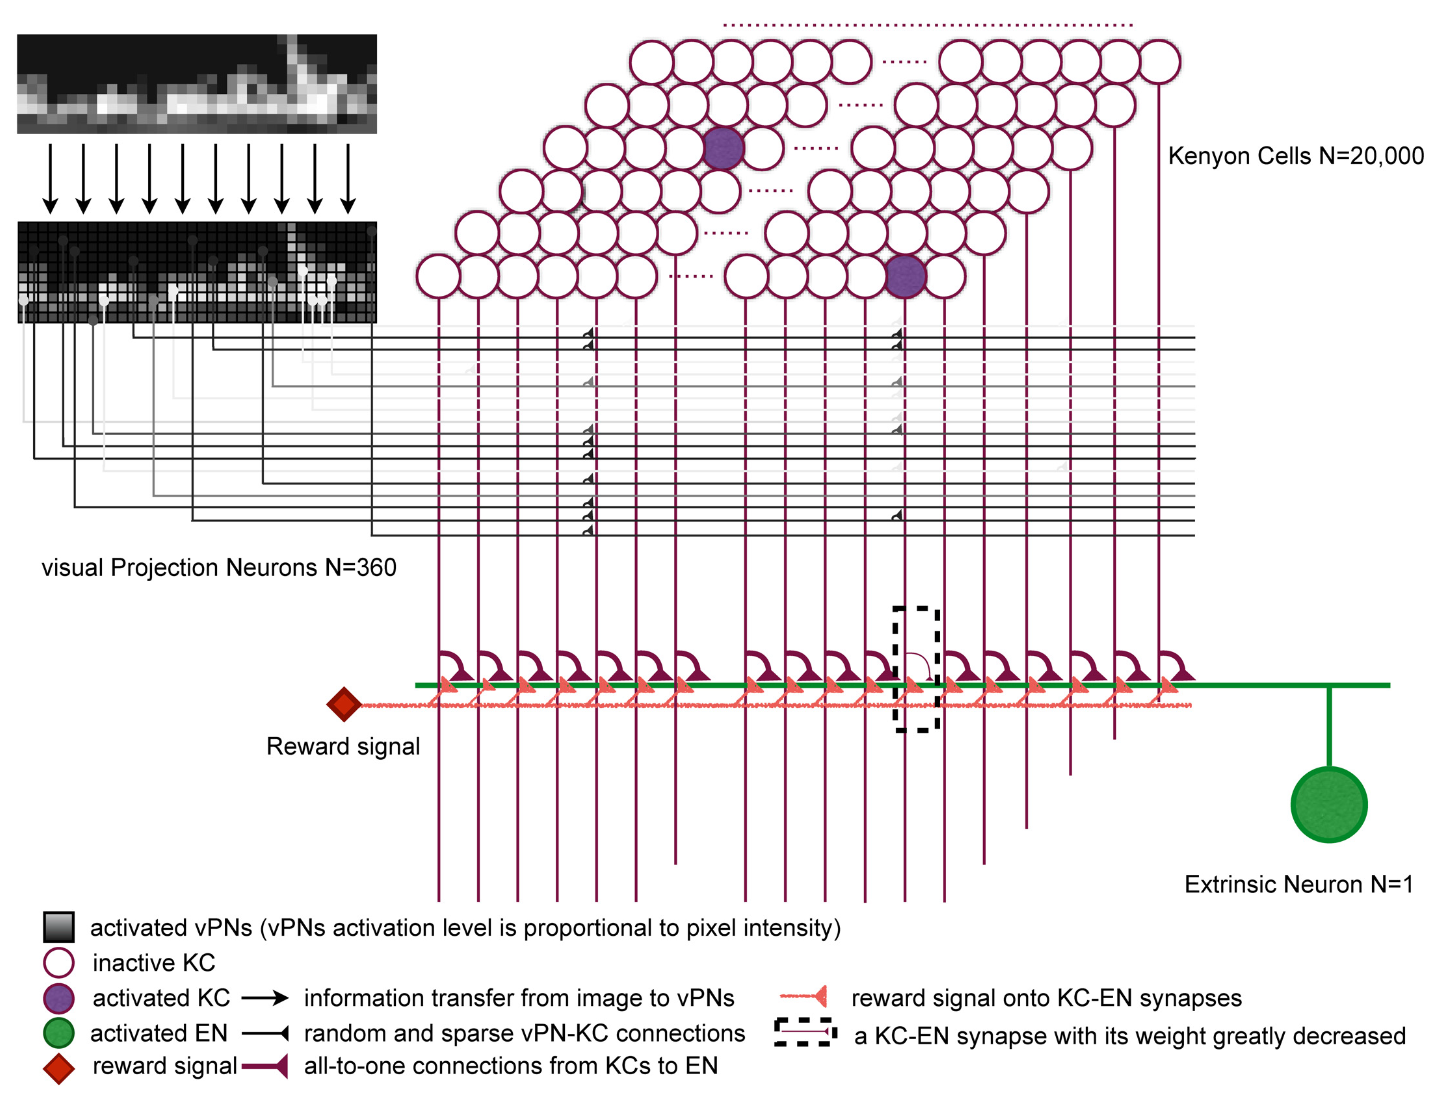 Kenyon Cells N=20,000
visual Projection Neurons N=360
Reward signal
Extrinsic Neuron N=1
activated vPNs (vPNs activation level is proportional to pixel intensity)
inactive KC
activated KC
information transfer from image to vPNs
reward signal onto KC-EN synapses
activated EN
random and sparse vPN-KC connections
a KC-EN synapse with its weight greatly decreased
reward signal
all-to-one connections from KCs to EN